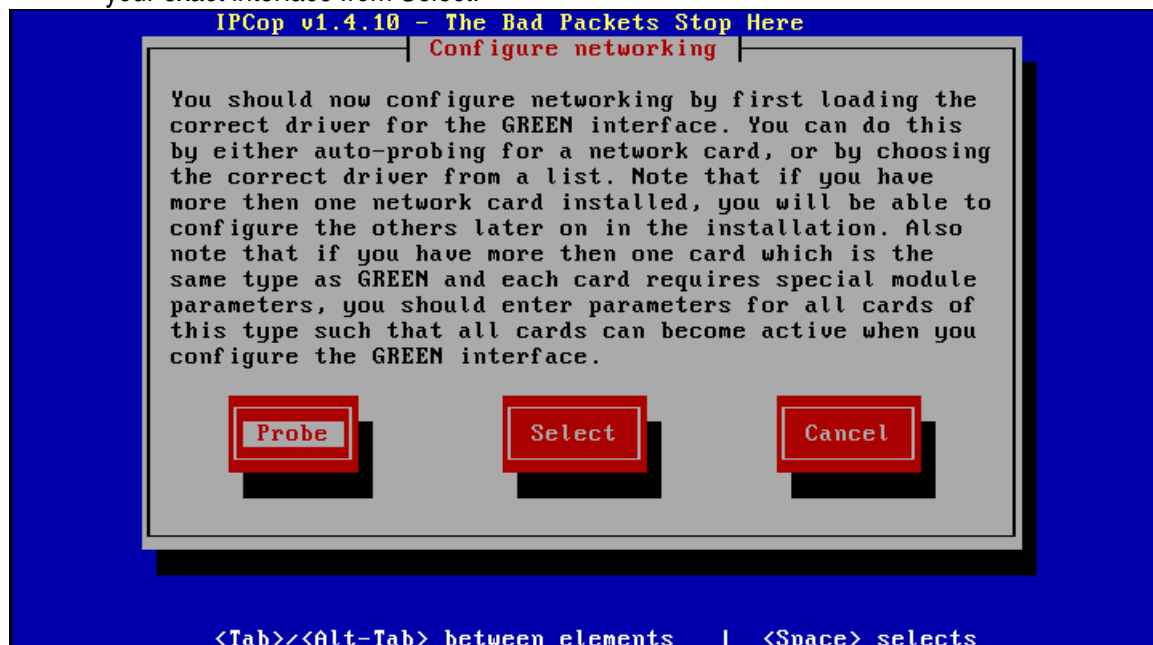 your exact interface from Select.
IPCop v1.4.10 - The Bad Packets Stop Here
Configure networking
You should now configure networking by first loading the
correct driver for the GREEN interface. You can do this
by either auto-probing for a network card, or by choosing
the correct driver from a list. Note that if you have
more then one network card installed, you will be able to
configure the others later on in the installation. Also
note that if you have more then one card which is the
same type as GREEN and each card requires special module
parameters, you should enter parameters for all cards of
this type such that all cards can become active when you
configure the GREEN interface.
Probe Select Cancel
<Tab>/<Alt-Tab> between elements | <Space> selects